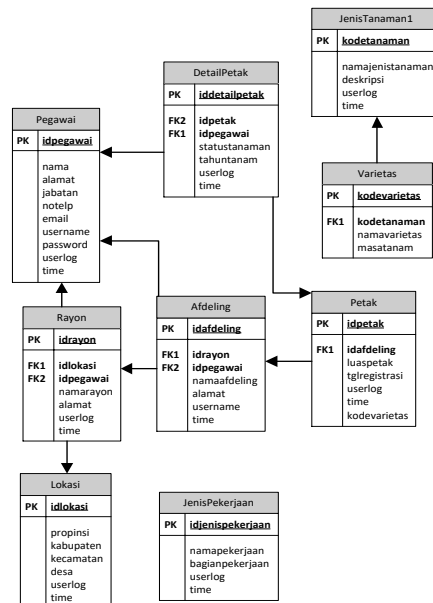 JenisTanaman1
PK kodetanaman
namajenistanaman
deskripsi
userlog
time
DetailPetak
PK iddetailpetak
FK2 idpetak
FK1 idpegawai
statustanaman
tahuntanam
userlog
time
Pegawai
PK idpegawai
nama
alamat
jabatan
notelp
email
username
password
userlog
time
Varietas
PK kodevarietas
FK1 kodetanaman
namavarietas
masatanam
Rayon
PK idrayon
FK1 idlokasi
FK2 idpegawai
namarayon
alamat
userlog
time
Afdeling
PK idafdeling
FK1 idrayon
FK2 idpegawai
namaafdeling
alamat
username
time
Petak
PK idpetak
FK1 idafdeling
luaspetak
tglregistrasi
userlog
time
kodevarietas
Lokasi
PK idlokasi
propinsi
kabupaten
kecamatan
desa
userlog
time
JenisPekerjaan
PK idjenispekerjaan
namapekerjaan
bagianpekerjaan
userlog
time